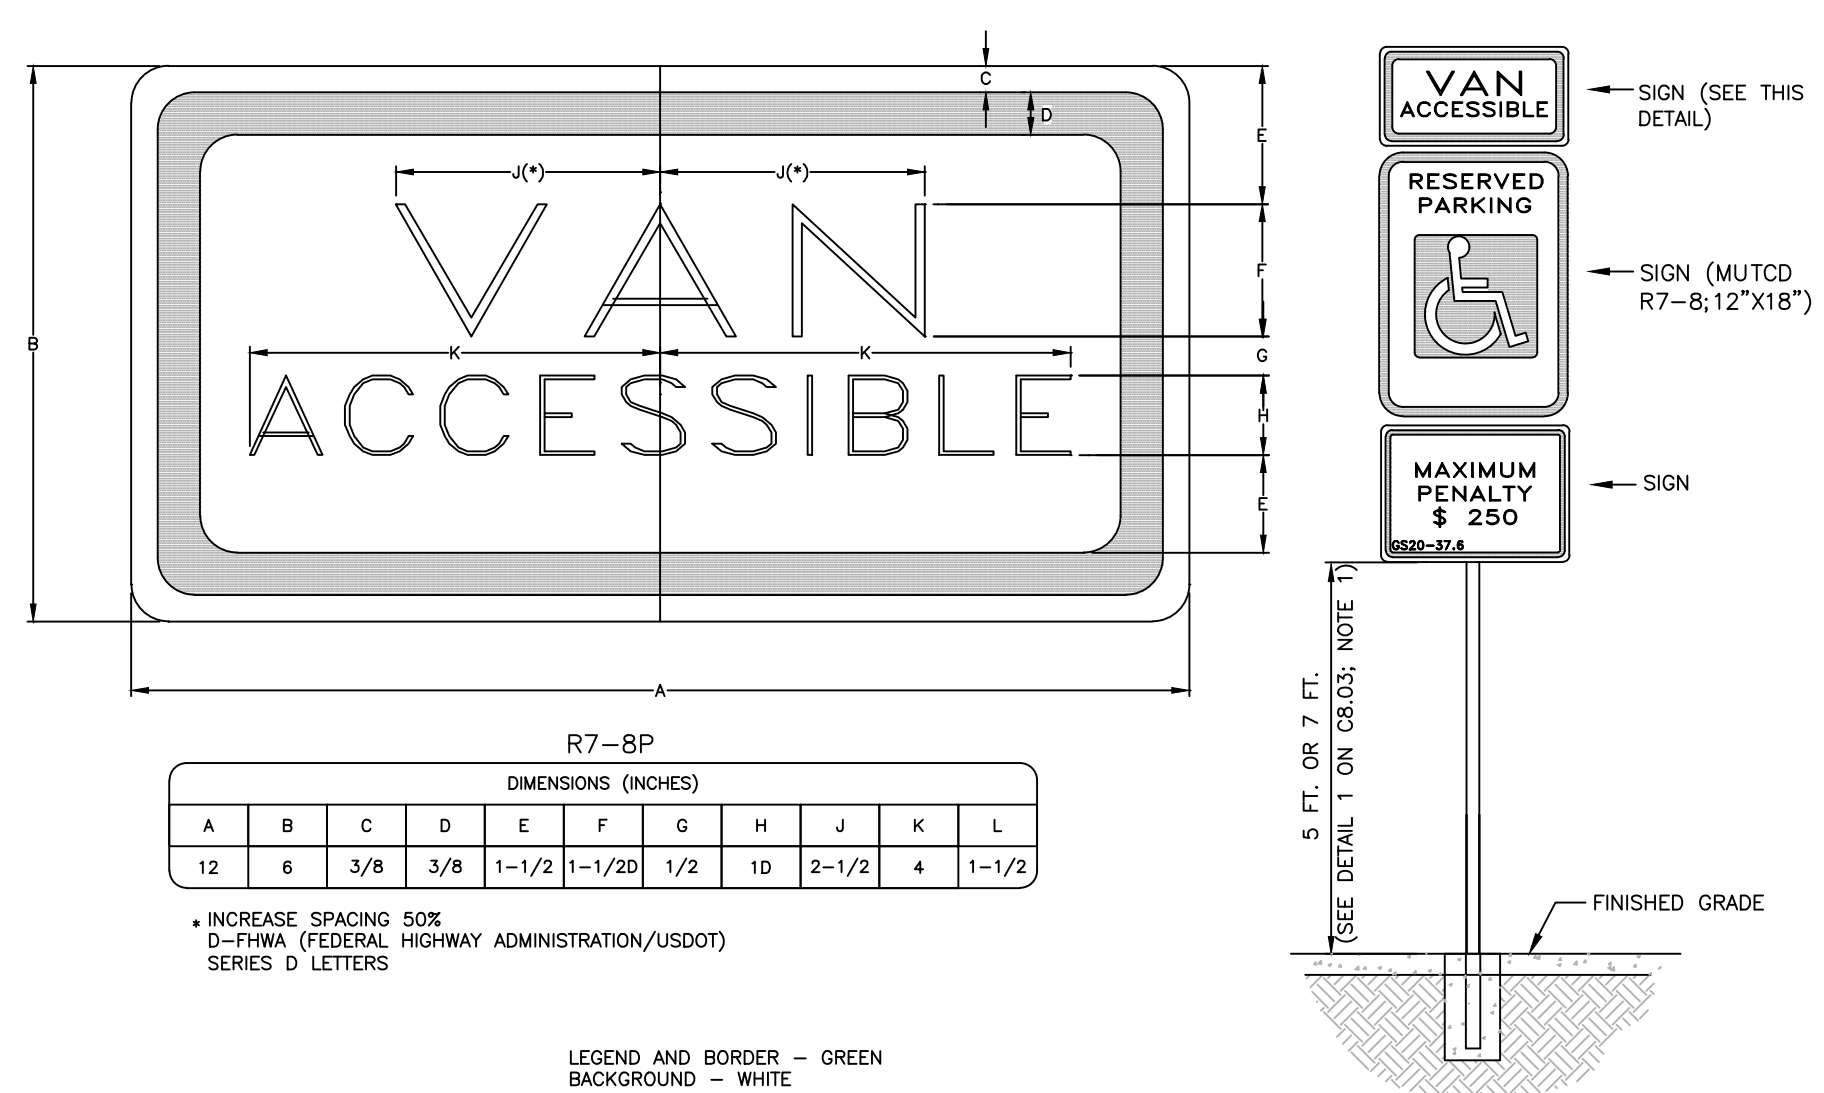 C
D
E
J(*)
J(*)
VAN
F
B
K
K
G
ACCESSIBLE
H
E
A
R7-8P
DIMENSIONS (INCHES)
A B C D E F G H J K L
12 6 3/8 3/8 1-1/2 1-1/2D 1/2 1D 2-1/2 4 1-1/2
* INCREASE SPACING 50%
D-FHWA (FEDERAL HIGHWAY ADMINISTRATION/USDOT)
SERIES D LETTERS
LEGEND AND BORDER - GREEN
BACKGROUND - WHITE
VAN
ACCESSIBLE
SIGN (SEE THIS
DETAIL)
RESERVED
PARKING
SIGN (MUTCD
R7-8;12”X18”)
MAXIMUM
PENALTY
$ 250
GS20-37.6
SIGN
5 FT. OR 7 FT.
(SEE DETAIL 1 ON C8.03; NOTE 1)
FINISHED GRADE